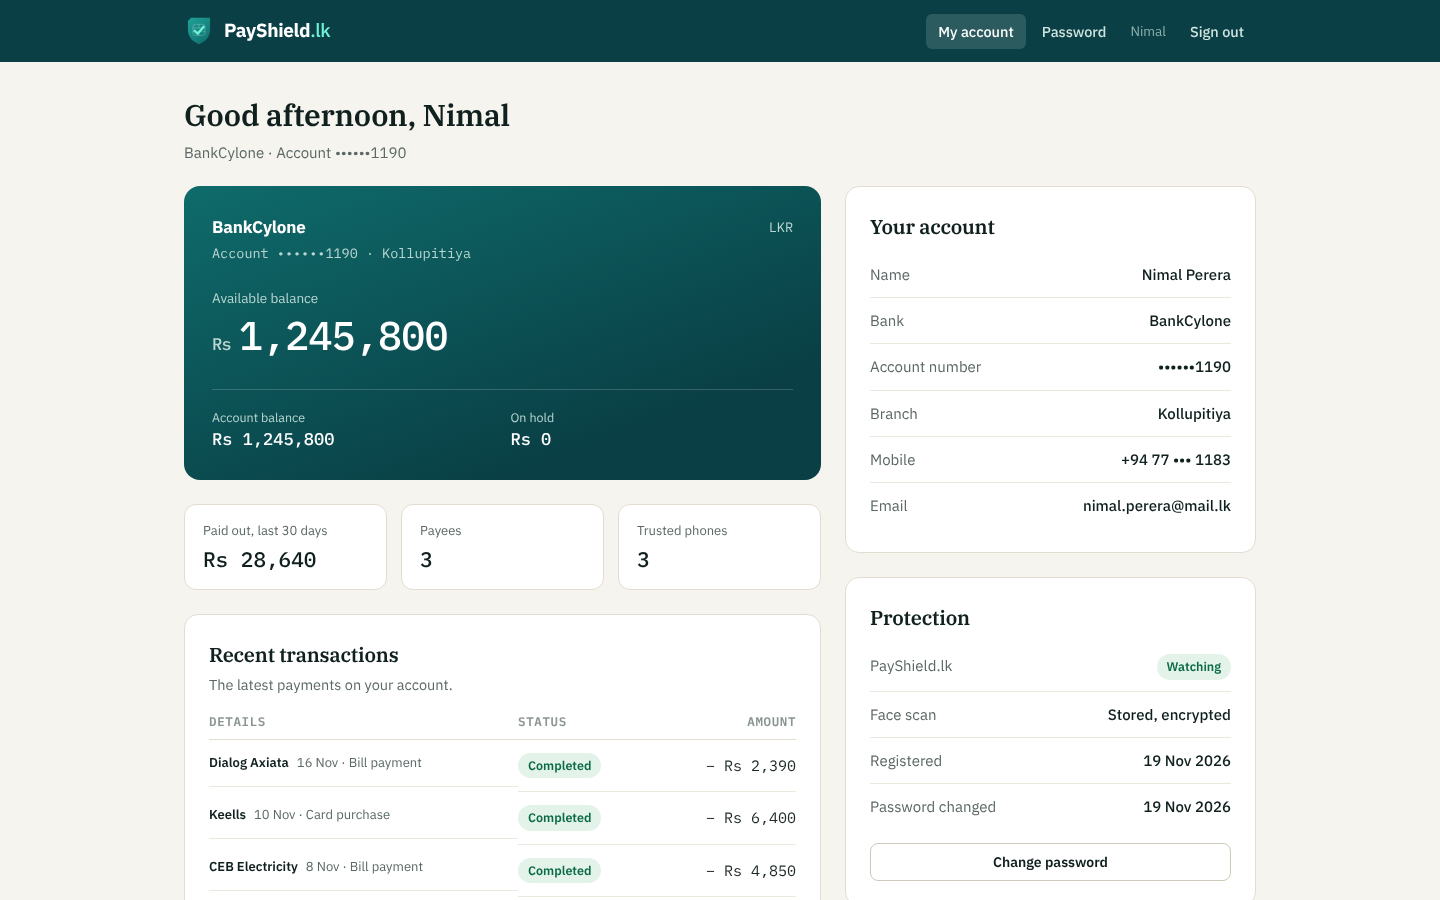 PayShield.lk
My account
Password
Nimal
Sign out
Good afternoon, Nimal
BankCylone · Account ••••••1190
BankCylone
LKR
Account ••••••1190 · Kollupitiya
Available balance
Rs 1,245,800
Account balance
On hold
Rs 1,245,800
Rs 0
Paid out, last 30 days
Rs 28,640
Payees
3
Trusted phones
3
Recent transactions
The latest payments on your account.
DETAILS STATUS AMOUNT
Dialog Axiata 16 Nov · Bill payment Completed – Rs 2,390
Keells 10 Nov · Card purchase Completed – Rs 6,400
CEB Electricity 8 Nov · Bill payment Completed – Rs 4,850
Your account
Name Nimal Perera
Bank BankCylone
Account number ••••••1190
Branch Kollupitiya
Mobile +94 77 ••• 1183
Email nimal.perera@mail.lk
Protection
PayShield.lk Watching
Face scan Stored, encrypted
Registered 19 Nov 2026
Password changed 19 Nov 2026
Change password